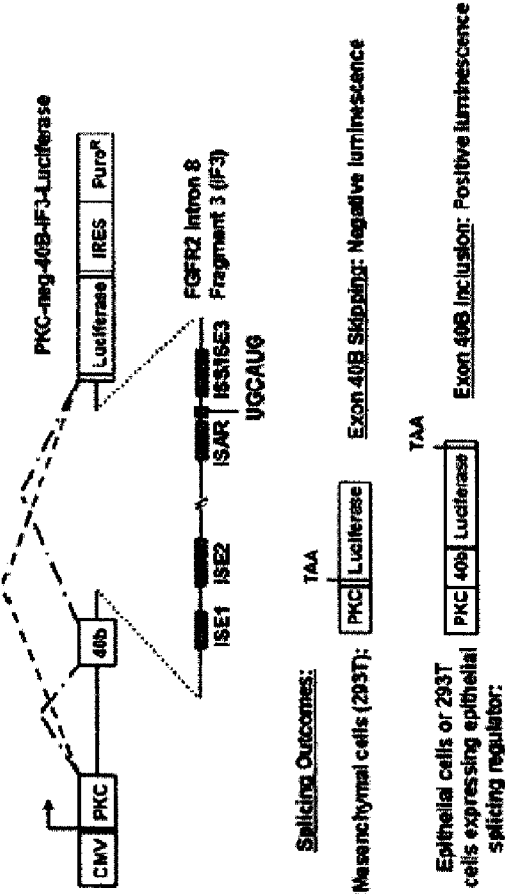 PKC-neg-40B-IF3-Luciferase
CMV PKC 40b Luciferase IRES Puro^R
FGFR2 Intron 8
Fragment 3 (IF3)
ISE1 ISE2 ISAR ISS/ISE3
UGCAUG
Splicing Outcomes:
TAA
Mesenchymal cells (293T): PKC Luciferase Exon 40B Skipping: Negative luminescence
TAA
Epithelial cells or 293T
cells expressing epithelial
splicing regulator:
PKC 40b Luciferase Exon 40B Inclusion: Positive luminescence